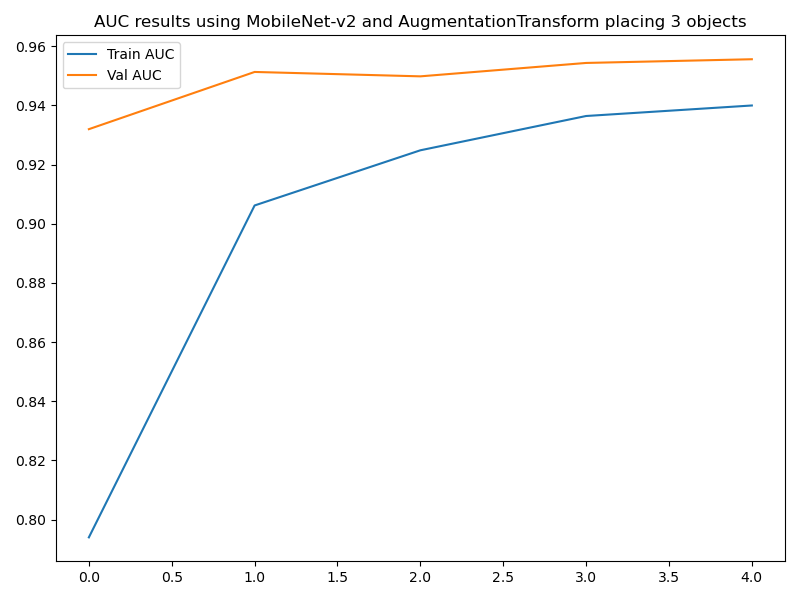 AUC results using MobileNet-v2 and AugmentationTransform placing 3 objects
Train AUC
Val AUC
0.96
0.94
0.92
0.90
0.88
0.86
0.84
0.82
0.80
0.0 0.5 1.0 1.5 2.0 2.5 3.0 3.5 4.0